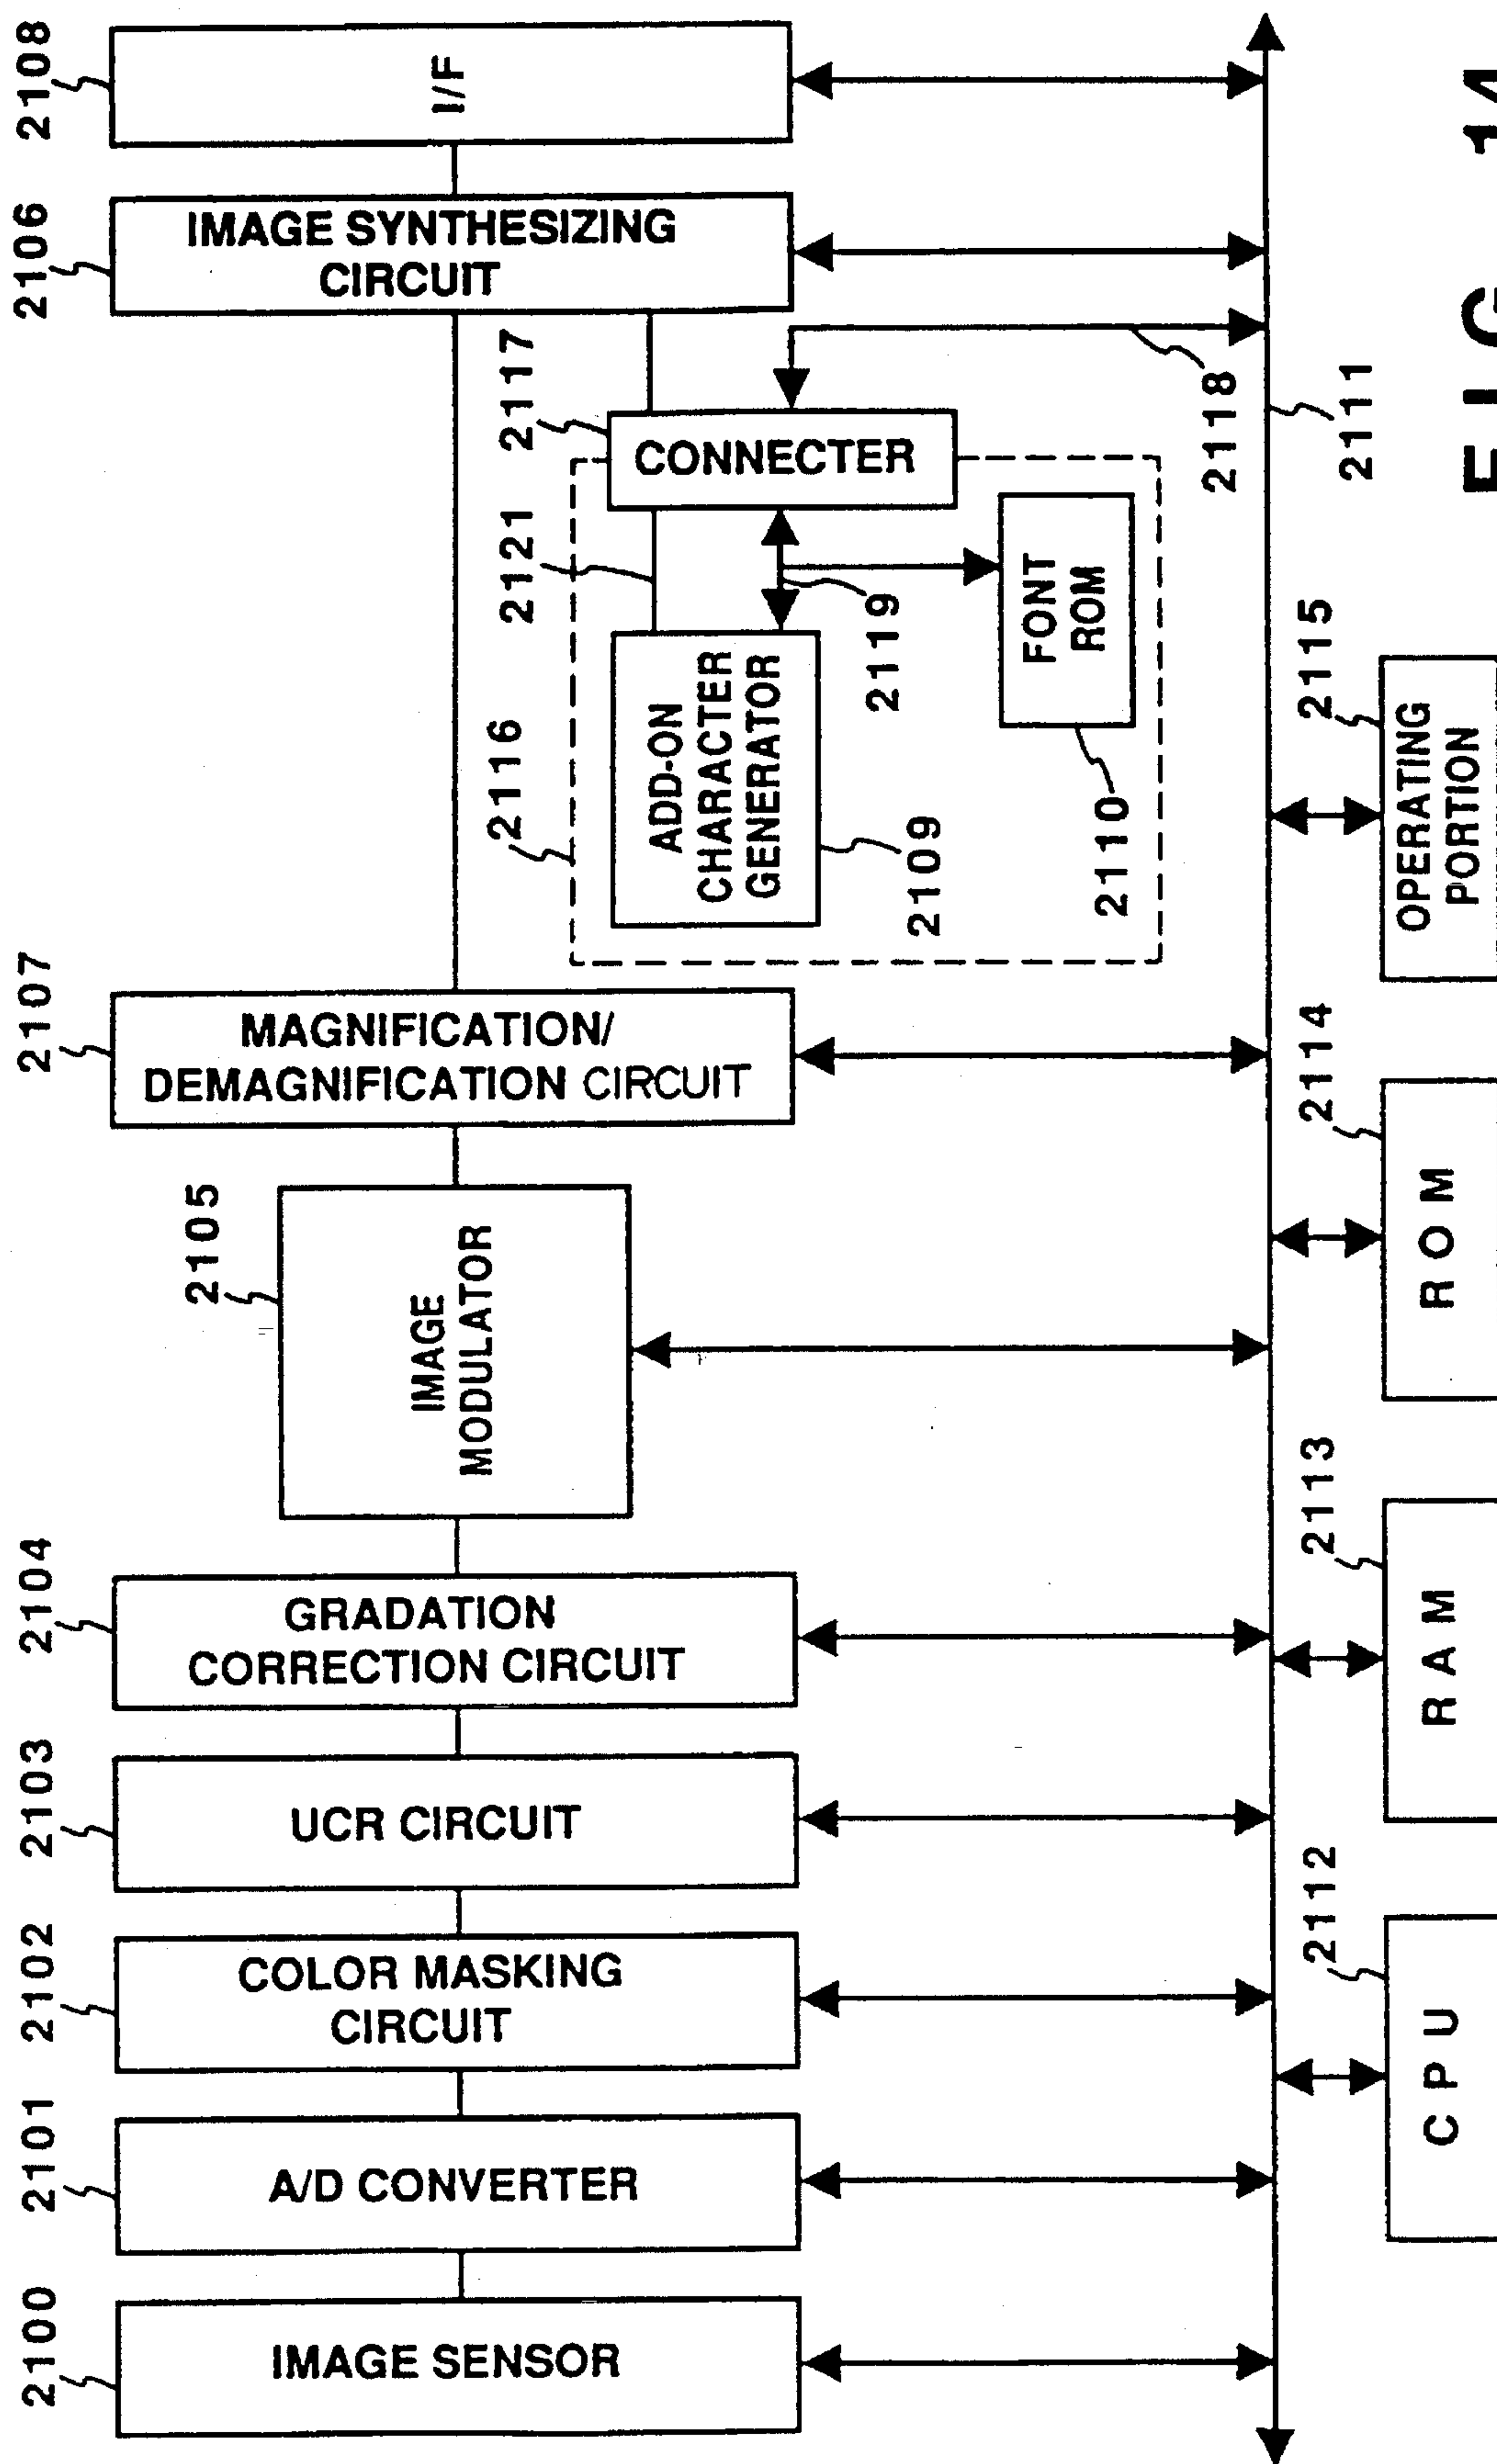 2100
IMAGE SENSOR
2101
A/D CONVERTER
2102
COLOR MASKING
CIRCUIT
2103
UCR CIRCUIT
2104
GRADATION
CORRECTION CIRCUIT
2105
IMAGE
MODULATOR
2107
MAGNIFICATION/
DEMAGNIFICATION CIRCUIT
2106
IMAGE SYNTHESIZING
CIRCUIT
2108
I/F
2116
2121
2117
CONNECTER
ADD-ON
CHARACTER
GENERATOR
2109
2119
FONT
ROM
2110
2118
2111
2112
CPU
2113
RAM
2114
ROM
2115
OPERATING
PORTION
FIG. 14